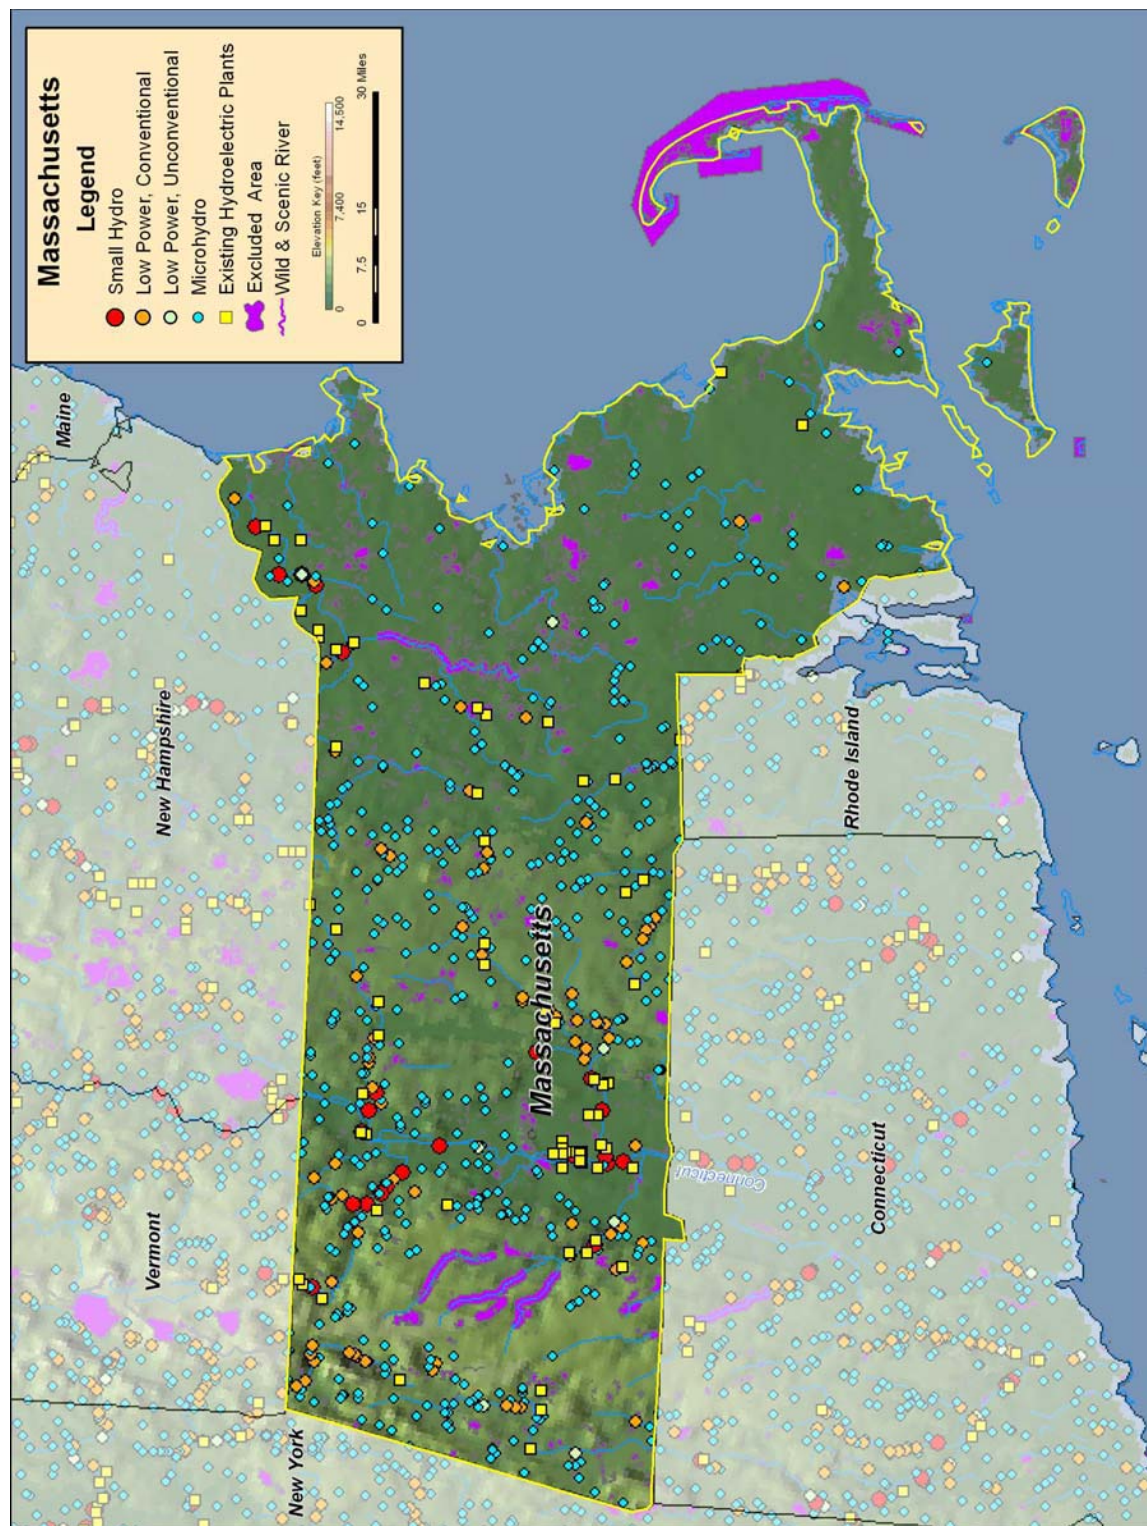 Massachusetts
Legend
Small Hydro
Low Power, Conventional
Low Power, Unconventional
Microhydro
Existing Hydroelectric Plants
Excluded Area
Wild & Scenic River
Elevation Key (feet)
0
7,400
14,500
0
7.5
15
30 Miles
Maine
New Hampshire
Vermont
New York
Massachusetts
Rhode Island
Connecticut
Connecticut